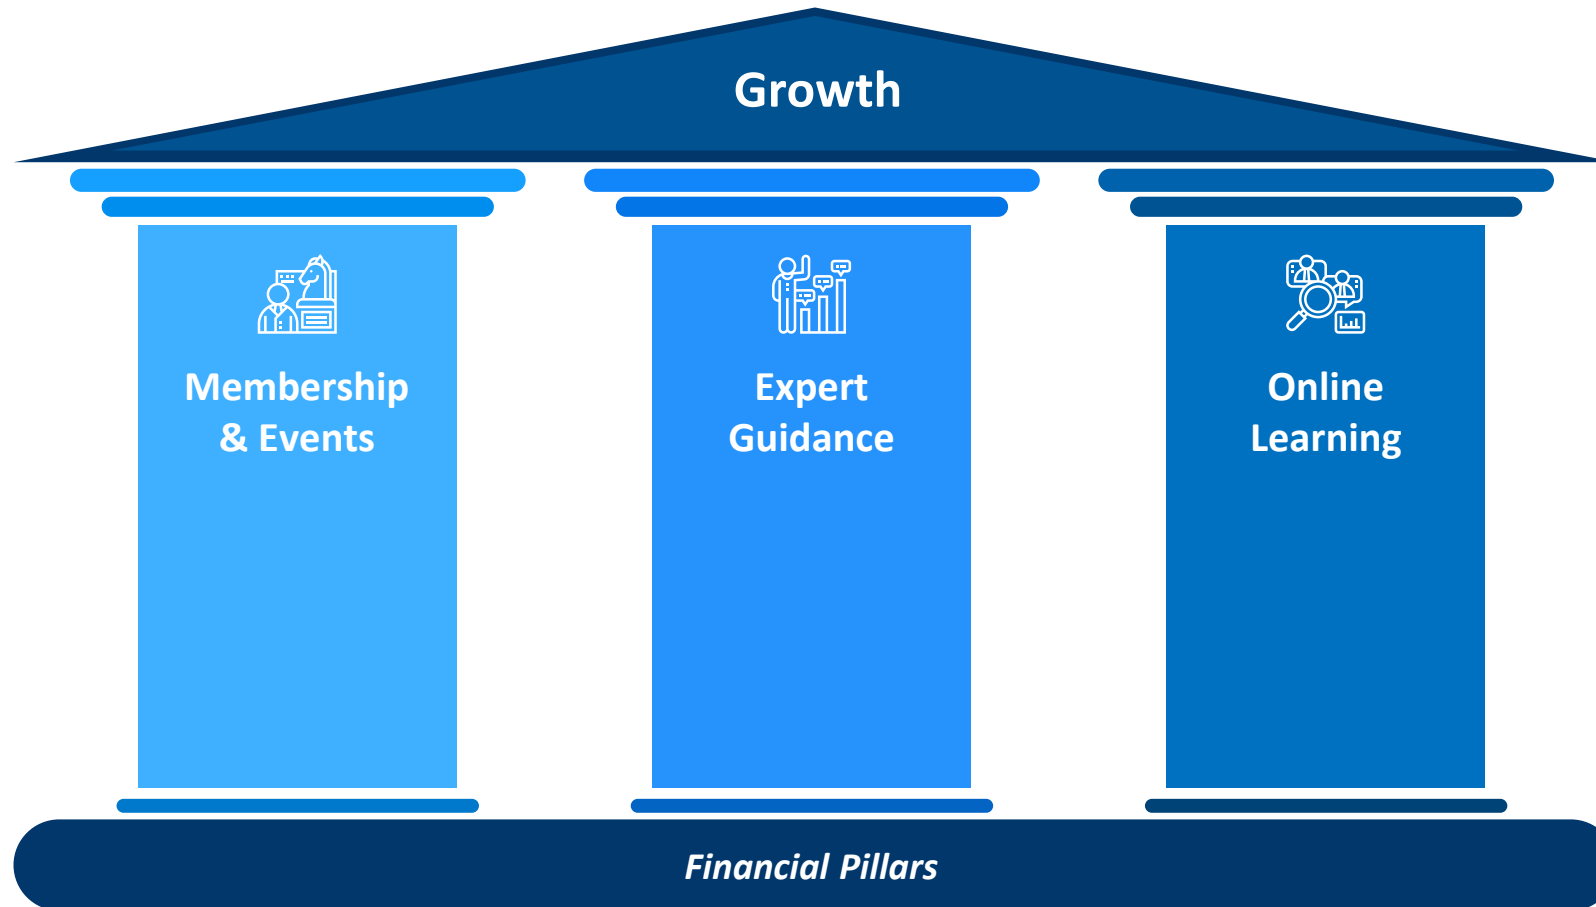 Growth
Membership
& Events
Expert
Guidance
Online
Learning
Financial Pillars